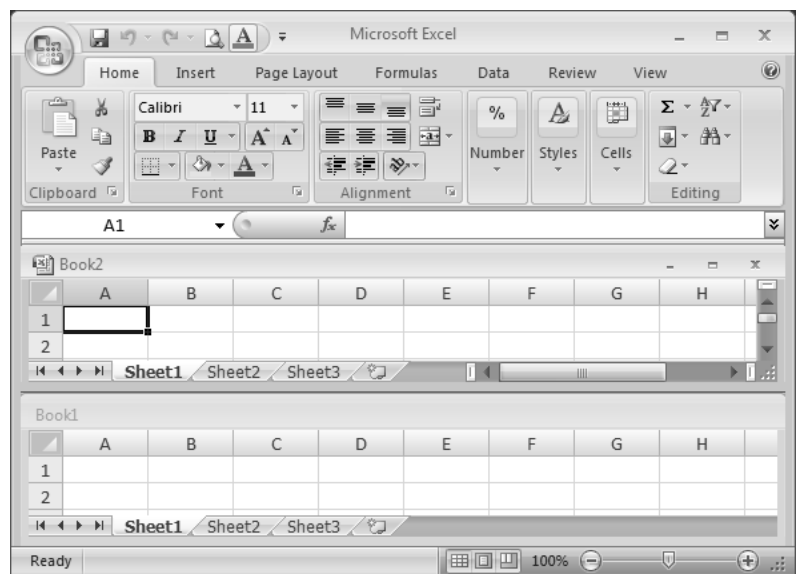 Microsoft Excel
Home Insert Page Layout Formulas Data Review View
Calibri 11
B I U A A
Paste
A
%
Number Styles Cells
Σ
Clipboard Font Alignment Editing
A1 fx
Book2
A B C D E F G H
1
2
Sheet1 Sheet2 Sheet3
Book1
A B C D E F G H
1
2
Sheet1 Sheet2 Sheet3
Ready 100%